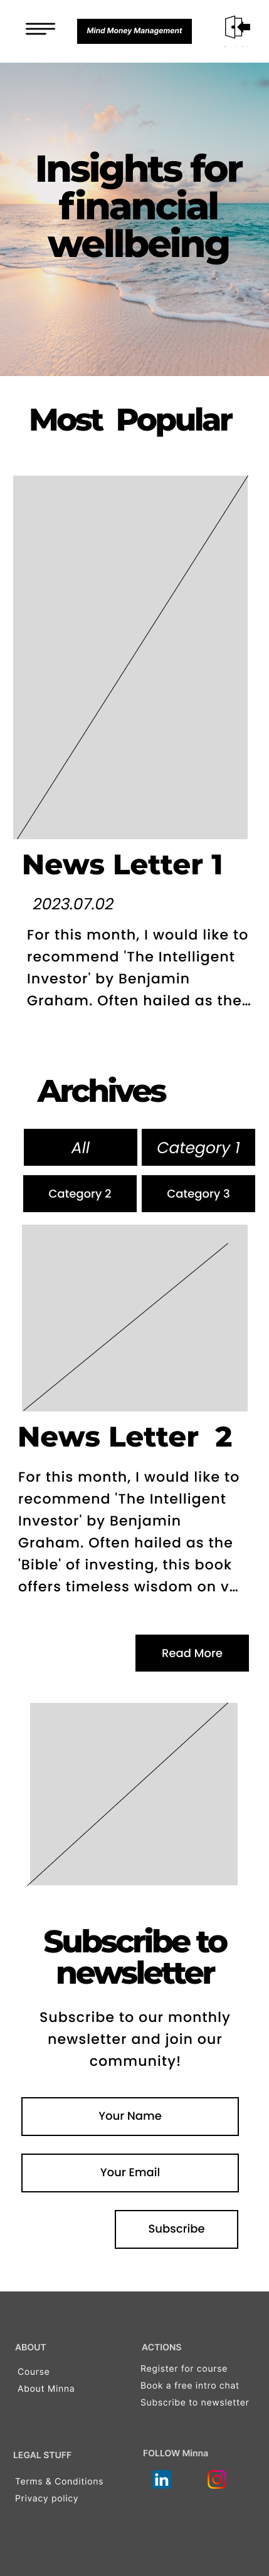 Mind Money Management
Insights for
financial
wellbeing
Most Popular
News Letter 1
2023.07.02
For this month, I would like to
recommend 'The Intelligent
Investor' by Benjamin
Graham. Often hailed as the...
Archives
All
Category 1
Category 2
Category 3
News Letter 2
For this month, I would like to
recommend 'The Intelligent
Investor' by Benjamin
Graham. Often hailed as the
'Bible' of investing, this book
offers timeless wisdom on v...
Read More
Subscribe to
newsletter
Subscribe to our monthly
newsletter and join our
community!
Your Name
Your Email
Subscribe
ABOUT
Course
About Minna
ACTIONS
Register for course
Book a free intro chat
Subscribe to newsletter
LEGAL STUFF
Terms & Conditions
Privacy policy
FOLLOW Minna
in